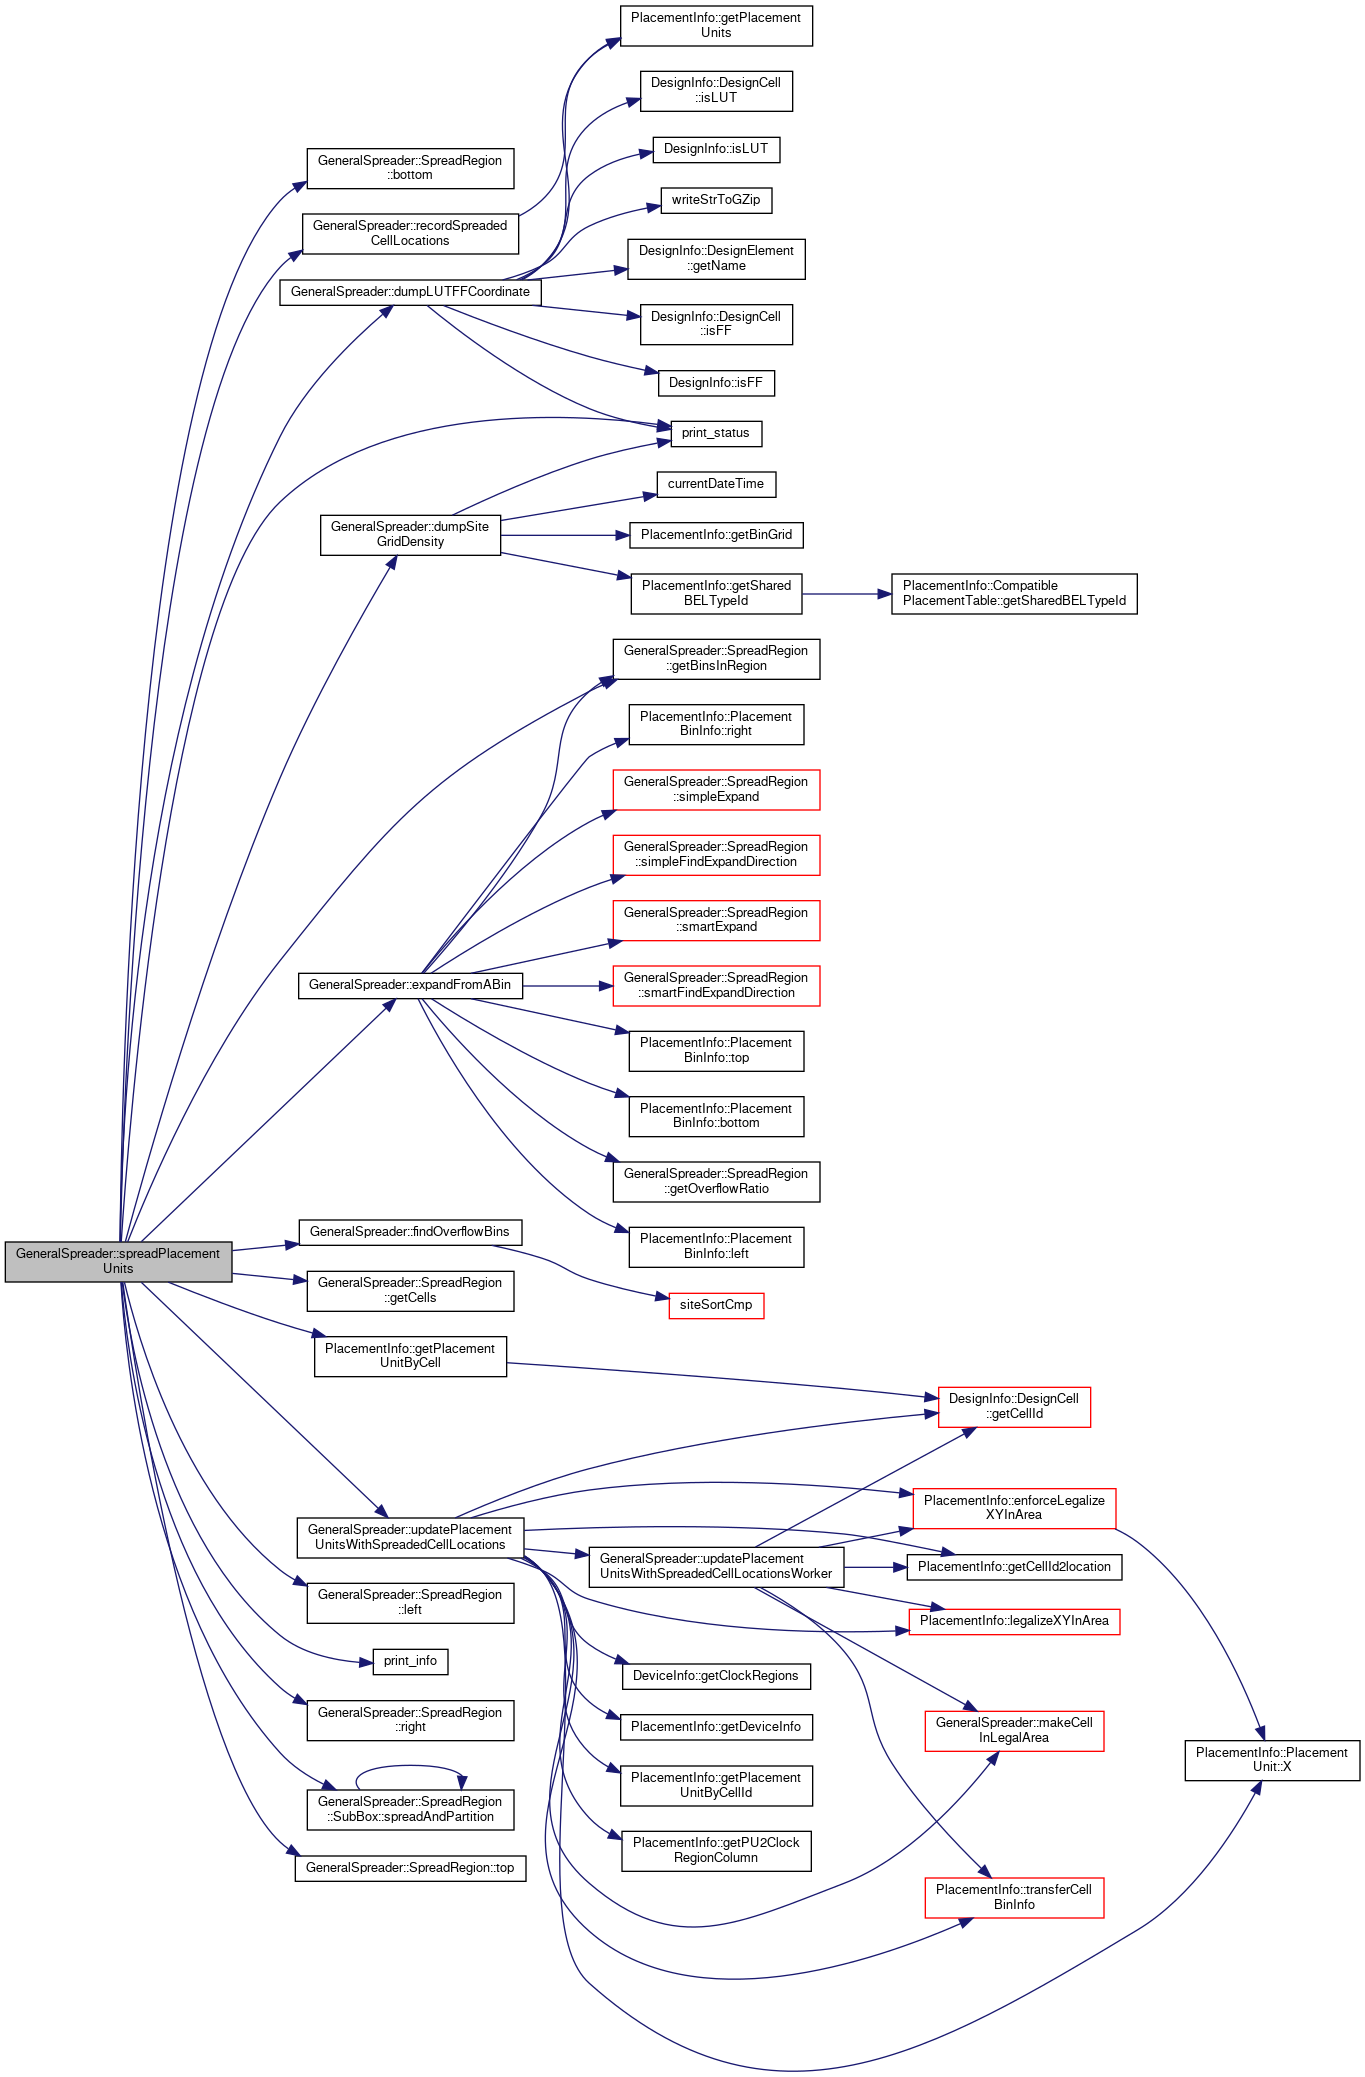 PlacementInfo::getPlacement
Units
DesignInfo::DesignCell
::isLUT
DesignInfo::isLUT
GeneralSpreader::SpreadRegion
::bottom
writeStrToGZip
GeneralSpreader::recordSpreaded
CellLocations
DesignInfo::DesignElement
::getName
GeneralSpreader::dumpLUTFFCoordinate
DesignInfo::DesignCell
::isFF
DesignInfo::isFF
print_status
currentDateTime
GeneralSpreader::dumpSite
GridDensity
PlacementInfo::getBinGrid
PlacementInfo::getShared
BELTypeId
PlacementInfo::Compatible
PlacementTable::getSharedBELTypeId
GeneralSpreader::SpreadRegion
::getBinsInRegion
PlacementInfo::Placement
BinInfo::right
GeneralSpreader::SpreadRegion
::simpleExpand
GeneralSpreader::SpreadRegion
::simpleFindExpandDirection
GeneralSpreader::SpreadRegion
::smartExpand
GeneralSpreader::expandFromABin
GeneralSpreader::SpreadRegion
::smartFindExpandDirection
PlacementInfo::Placement
BinInfo::top
PlacementInfo::Placement
BinInfo::bottom
GeneralSpreader::SpreadRegion
::getOverflowRatio
GeneralSpreader::findOverflowBins
PlacementInfo::Placement
BinInfo::left
GeneralSpreader::spreadPlacement
Units
GeneralSpreader::SpreadRegion
::getCells
siteSortCmp
PlacementInfo::getPlacement
UnitByCell
DesignInfo::DesignCell
::getCellId
PlacementInfo::enforceLegalize
XYInArea
GeneralSpreader::updatePlacement
UnitsWithSpreadedCellLocations
GeneralSpreader::updatePlacement
UnitsWithSpreadedCellLocationsWorker
PlacementInfo::getCellId2location
GeneralSpreader::SpreadRegion
::left
PlacementInfo::legalizeXYInArea
print_info
DeviceInfo::getClockRegions
GeneralSpreader::SpreadRegion
::right
PlacementInfo::getDeviceInfo
GeneralSpreader::makeCell
InLegalArea
PlacementInfo::Placement
Unit::X
PlacementInfo::getPlacement
UnitByCellId
GeneralSpreader::SpreadRegion
::SubBox::spreadAndPartition
PlacementInfo::getPU2Clock
RegionColumn
GeneralSpreader::SpreadRegion::top
PlacementInfo::transferCell
BinInfo